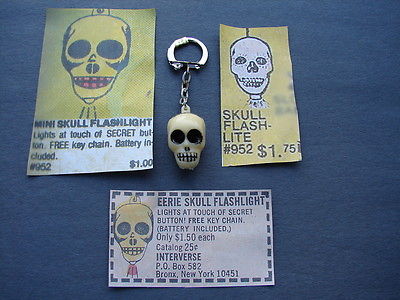 MINI SKULL FLASHLIGHT
Lights at touch of SECRET but-
ton. FREE key chain. Battery in-
cluded.
#952 $1.00
SKULL
FLASH-
LITE
#952 $1.75
EERIE SKULL FLASHLIGHT
LIGHTS AT TOUCH OF SECRET
BUTTON! FREE KEY CHAIN.
(BATTERY INCLUDED,)
Only $1.50 each
Catalog 25¢
INTERVERSE
P.O. Box 582
Bronx, New York 10451